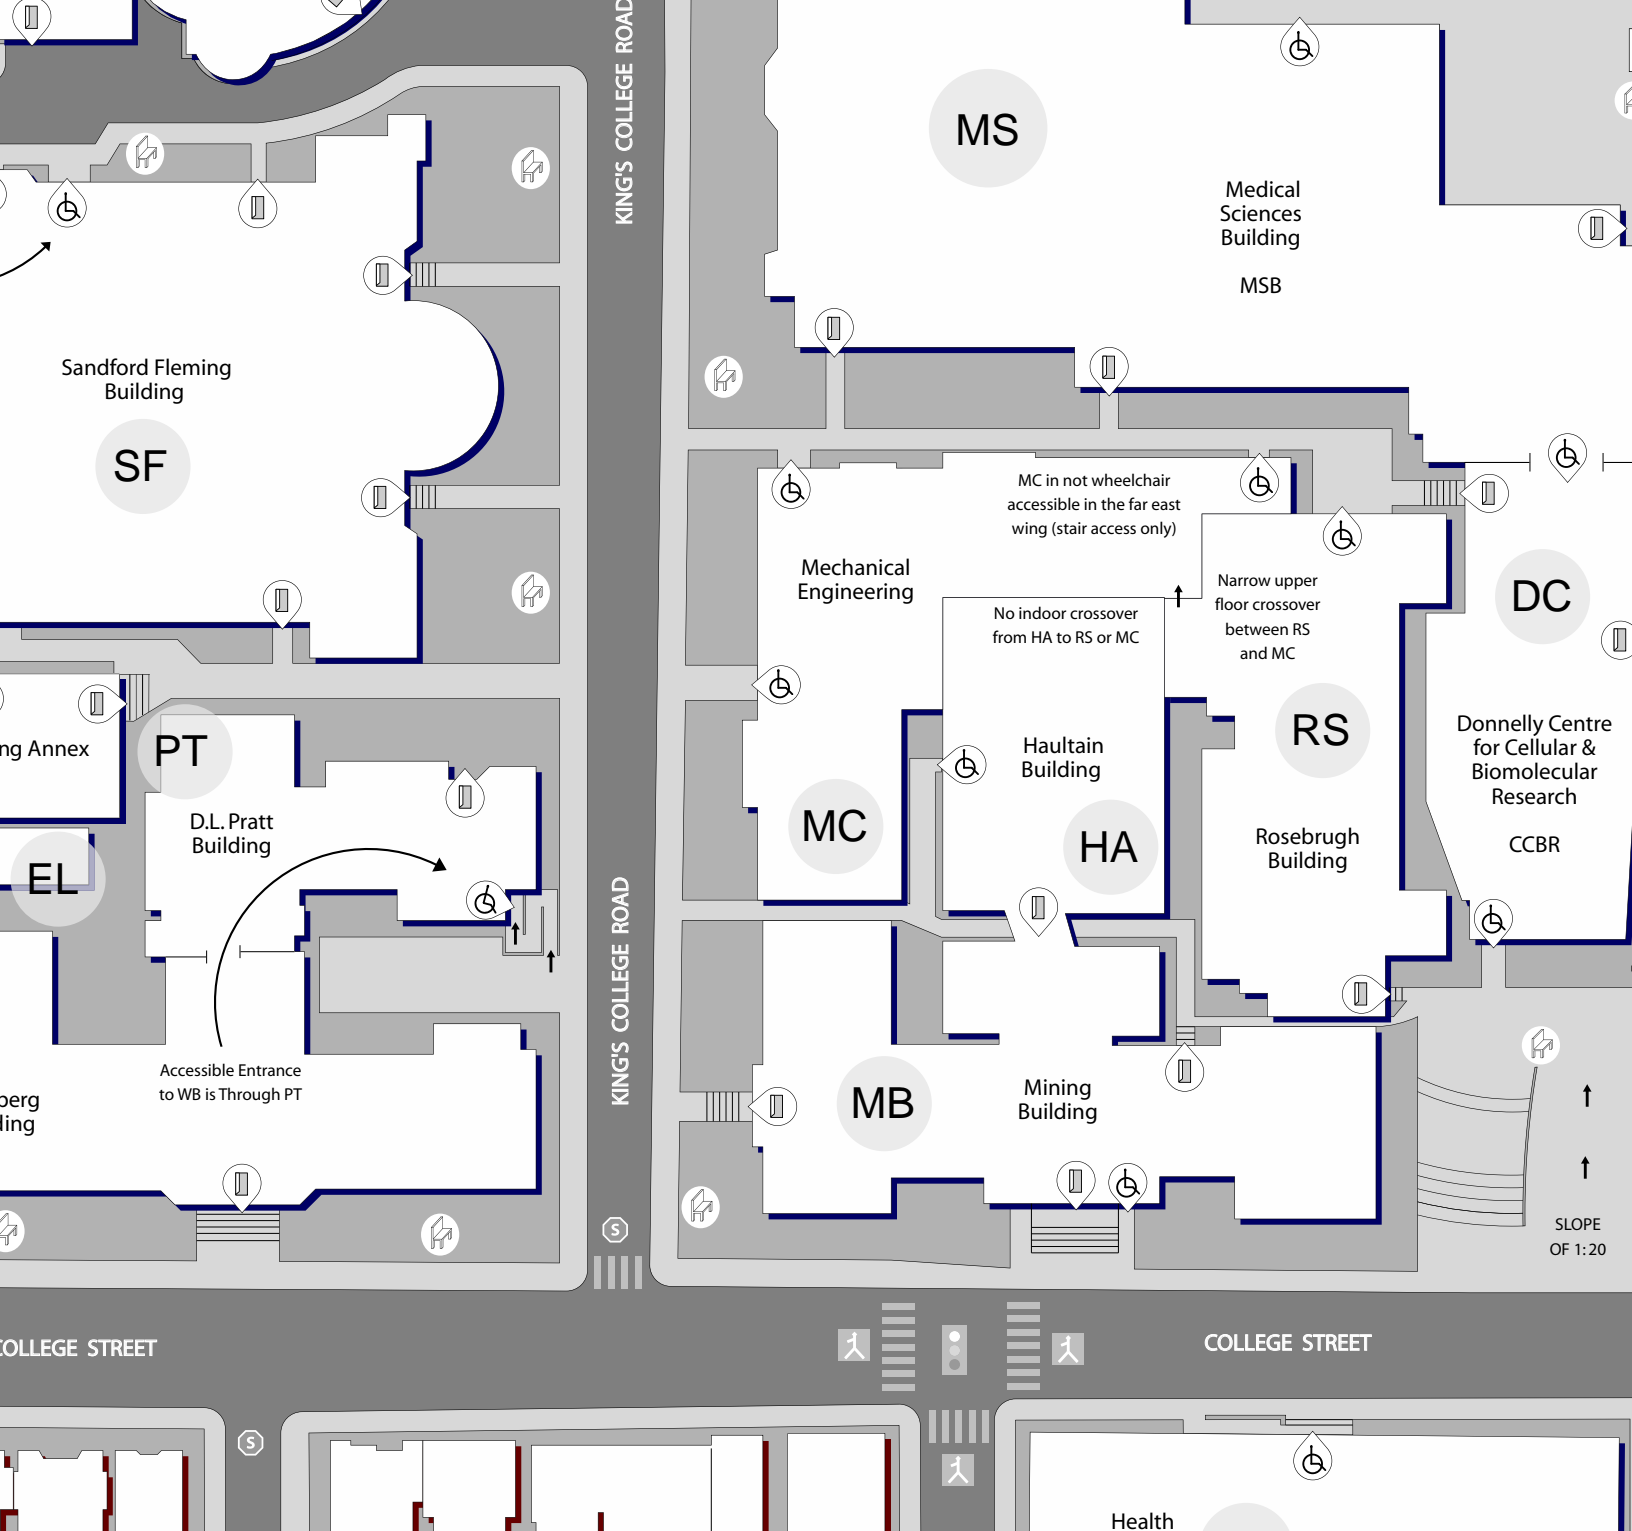 KING'S COLLEGE ROAD
MS
Medical
Sciences
Building
MSB
Sandford Fleming
Building
SF
MC in not wheelchair
accessible in the far east
wing (stair access only)
Mechanical
Engineering
No indoor crossover
from HA to RS or MC
Narrow upper
floor crossover
between RS
and MC
DC
Donnelly Centre
for Cellular &
Biomolecular
Research
CCBR
RS
Rosebrugh
Building
Haultain
Building
HA
MC
ng Annex
PT
D.L. Pratt
Building
EL
KING'S COLLEGE ROAD
Accessible Entrance
to WB is Through PT
berg
ding
MB
Mining
Building
S
SLOPE
OF 1:20
COLLEGE STREET
COLLEGE STREET
S
Health